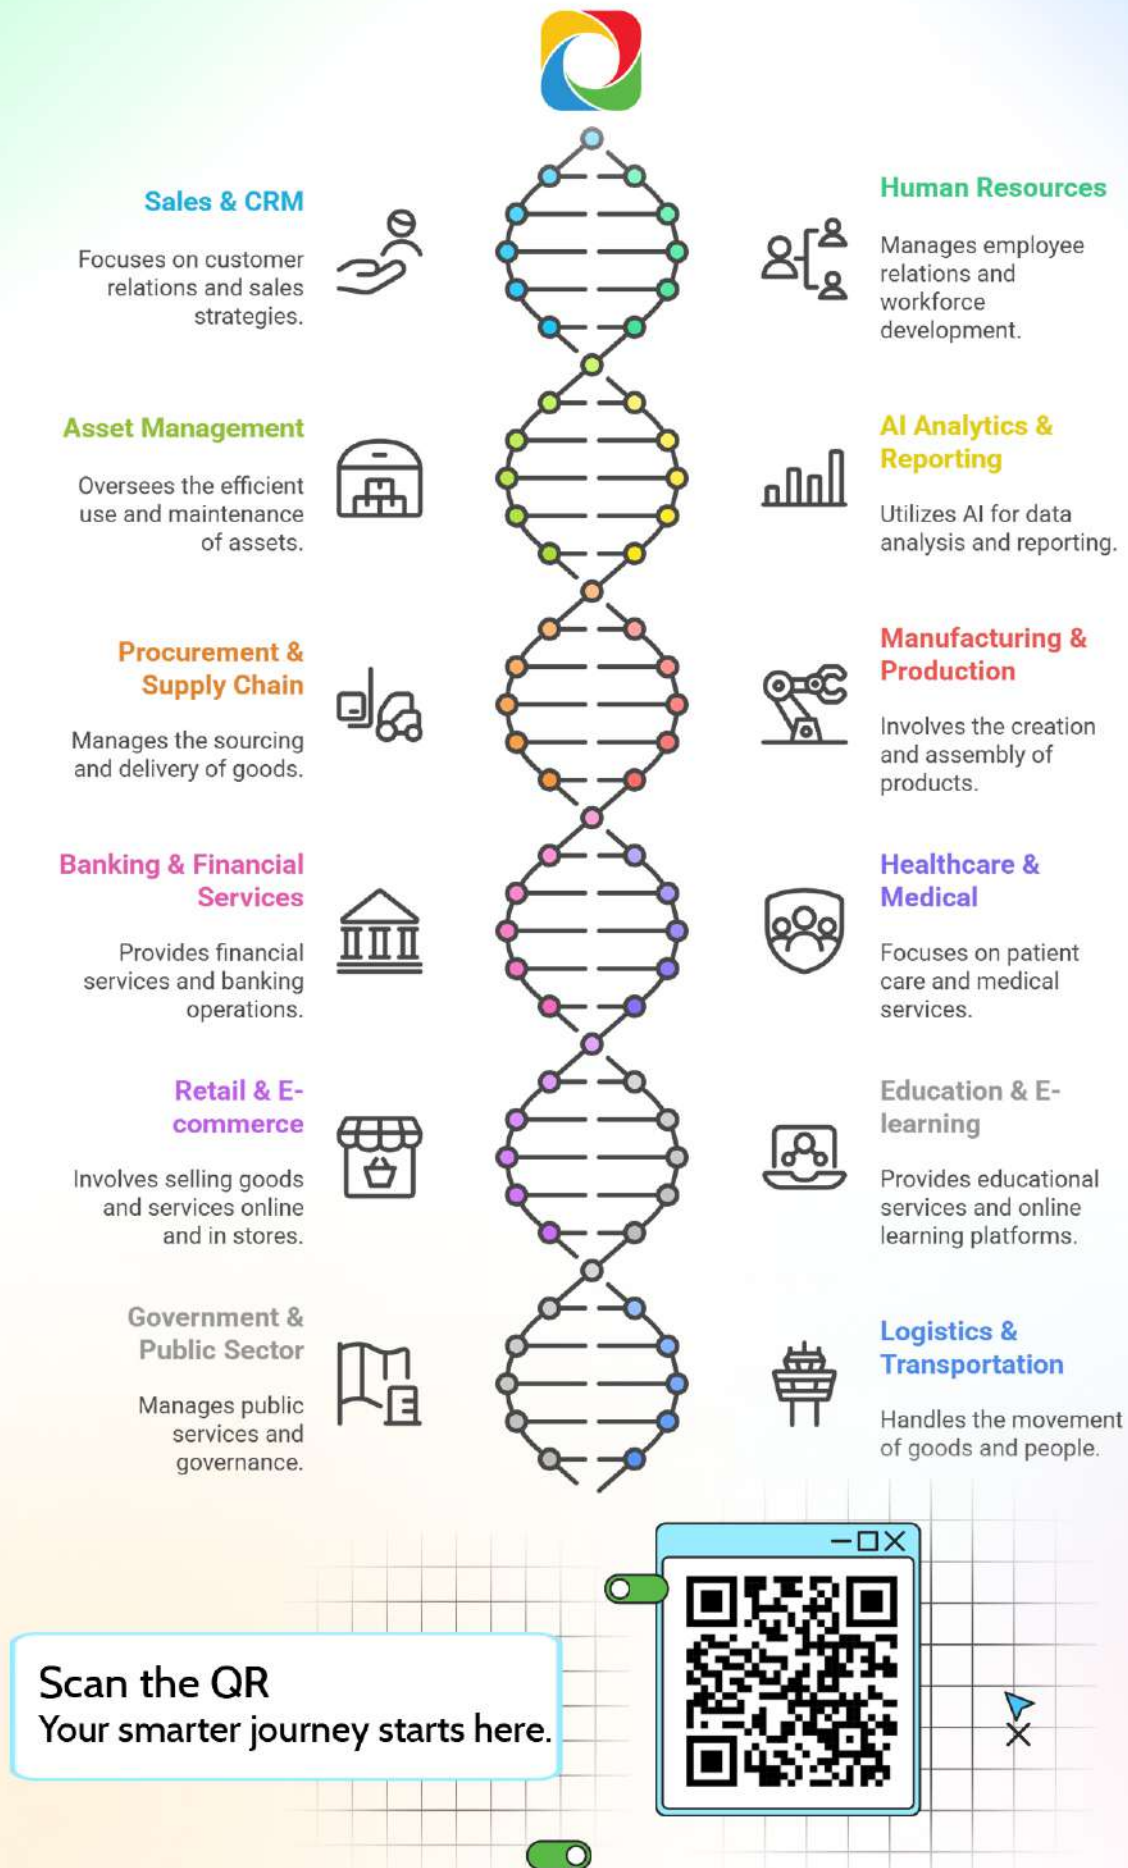 Sales & CRM
Focuses on customer
relations and sales
strategies.
Human Resources
Manages employee
relations and
workforce
development.
Asset Management
Oversees the efficient
use and maintenance
of assets.
AI Analytics &
Reporting
Utilizes AI for data
analysis and reporting.
Procurement &
Supply Chain
Manages the sourcing
and delivery of goods.
Manufacturing &
Production
Involves the creation
and assembly of
products.
Banking & Financial
Services
Provides financial
services and banking
operations.
Healthcare &
Medical
Focuses on patient
care and medical
services.
Retail & E-
commerce
Involves selling goods
and services online
and in stores.
Education & E-
learning
Provides educational
services and online
learning platforms.
Government &
Public Sector
Manages public
services and
governance.
Logistics &
Transportation
Handles the movement
of goods and people.
Scan the QR
Your smarter journey starts here.